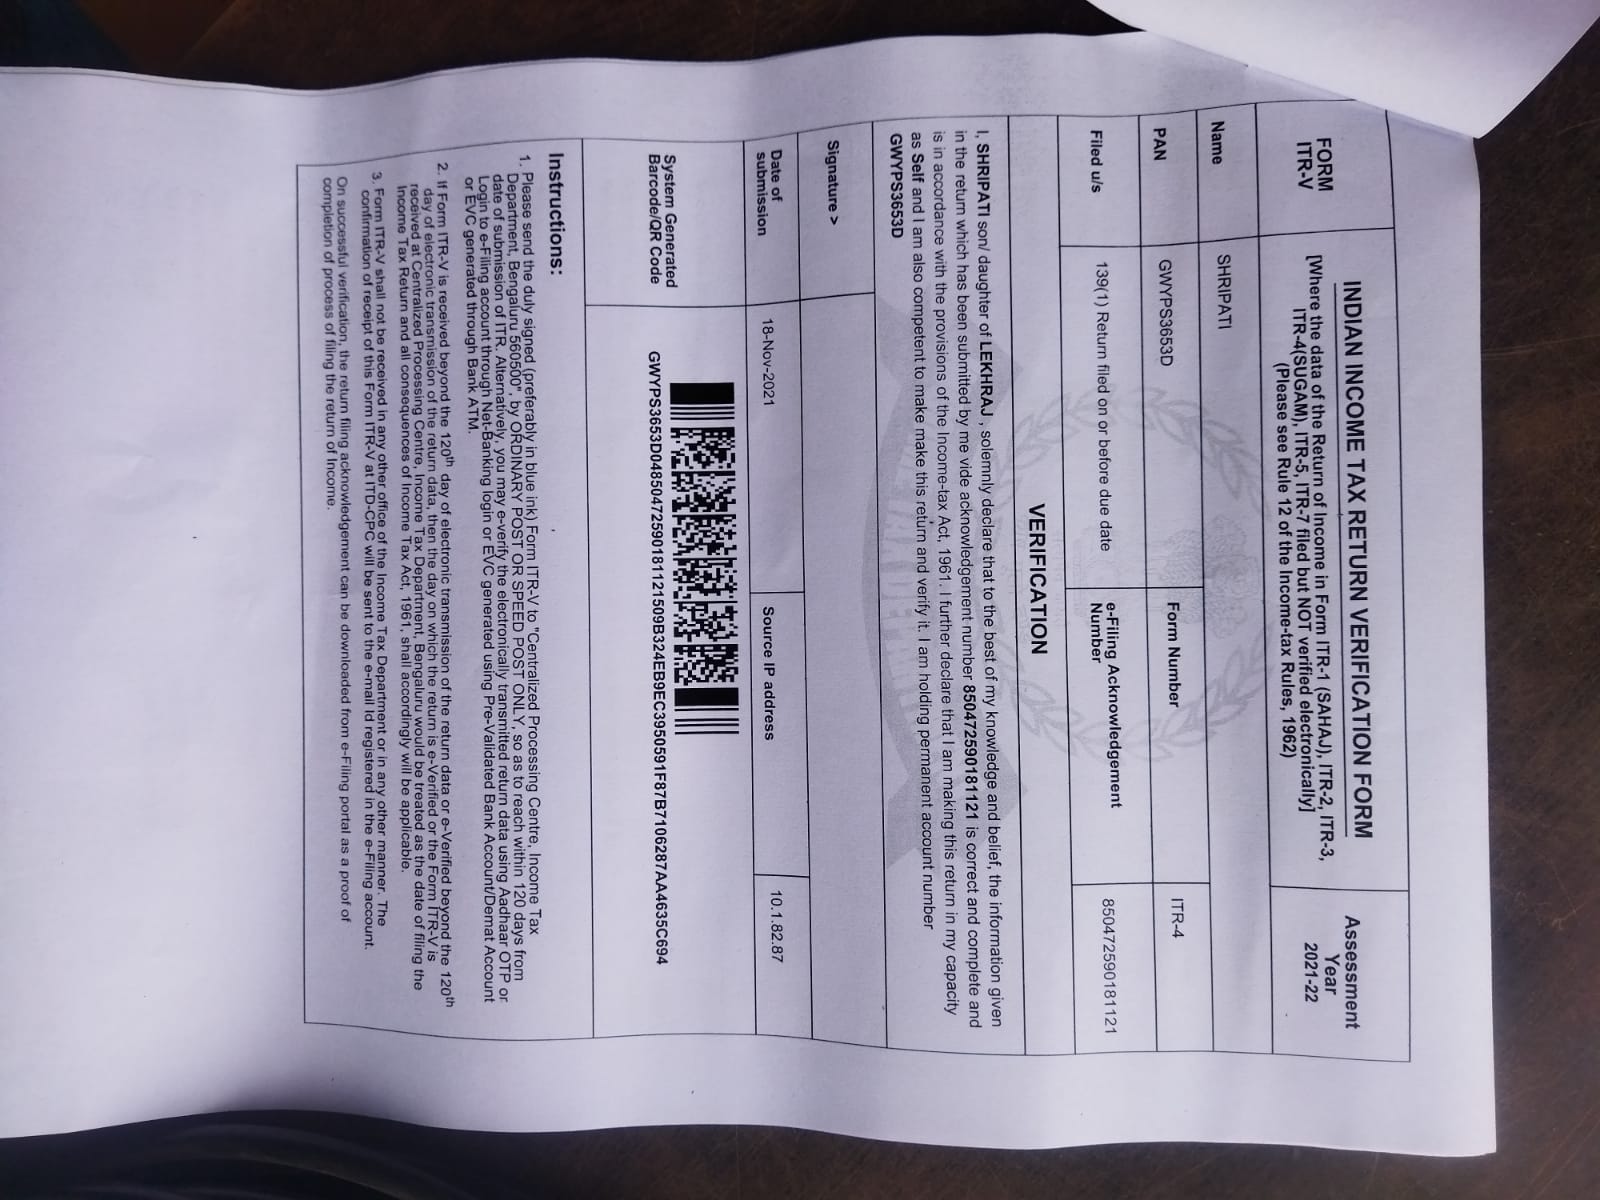 FORM
ITR-V
INDIAN INCOME TAX RETURN VERIFICATION FORM
[Where the data of the Return of Income in Form ITR-1 (SAHAJ), ITR-2, ITR-3,
ITR-4(SUGAM), ITR-5, ITR-7 filed but NOT verified electronically]
(Please see Rule 12 of the Income-tax Rules, 1962)
Assessment
Year
2021-22
Name SHRIPATI
PAN GWYPS3653D Form Number ITR-4
Filed u/s 139(1) Return filed on or before due date e-Filing Acknowledgement
Number 850472590181121
VERIFICATION
I, SHRIPATI son/ daughter of LEKHRAJ , solemnly declare that to the best of my knowledge and belief, the information given
in the return which has been submitted by me vide acknowledgement number 850472590181121 is correct and complete and
is in accordance with the provisions of the Income-tax Act, 1961. I further declare that I am making this return in my capacity
as Self and I am also competent to make make this return and verify it. I am holding permanent account number
GWYPS3653D
Signature >
Date of
submission 18-Nov-2021 Source IP address 10.1.82.87
System Generated
Barcode/QR Code
GWYPS3653D04850472590181121509B324EB9EC3950591F87B7106287AA4635C694
Instructions:
1. Please send the duly signed (preferably in blue ink) Form ITR-V to "Centralized Processing Centre, Income Tax
Department, Bengaluru 560500", by ORDINARY POST OR SPEED POST ONLY, so as to reach within 120 days from
date of submission of ITR. Alternatively, you may e-verify the electronically transmitted return data using Aadhaar OTP or
Login to e-Filing account through Net-Banking login or EVC generated using Pre-Validated Bank Account/Demat Account
or EVC generated through Bank ATM.
2. If Form ITR-V is received beyond the 120th day of electronic transmission of the return data or e-Verified beyond the 120th
day of electronic transmission of the return data, then the day on which the return is e-Verified or the Form ITR-V is
received at Centralized Processing Centre, Income Tax Department, Bengaluru would be treated as the date of filing the
Income Tax Return and all consequences of Income Tax Act, 1961, shall accordingly will be applicable.
3. Form ITR-V shall not be received in any other office of the Income Tax Department or in any other manner. The
confirmation of receipt of this Form ITR-V at ITD-CPC will be sent to the e-mail Id registered in the e-Filing account.
On successful verification, the return filing acknowledgement can be downloaded from e-Filing portal as a proof of
completion of process of filing the return of Income.